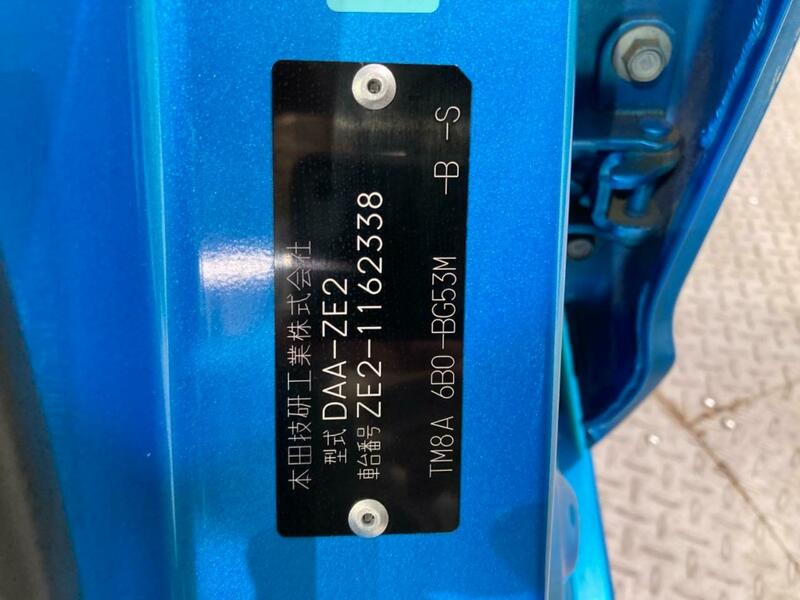 本田技研工業株式会社
型式 DAA-ZE2
車台番号 ZE2-1162338
TM8A 6B0-BG53M -B -S